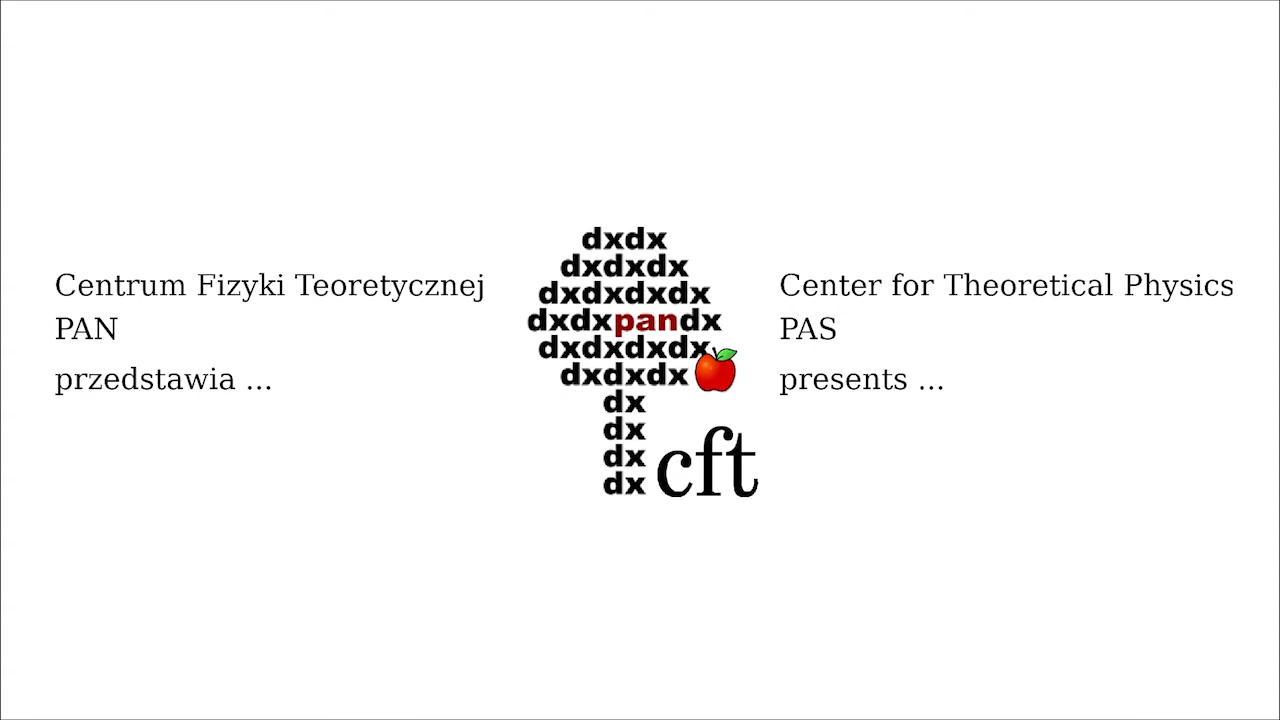 Centrum Fizyki Teoretycznej
PAN
przedstawia ...
dxdx
dxdxdx
dxdxdxdx
dxdxpandx
dxdxdxdx
dxdxdx
dx
dx
dx
dx
cft
Center for Theoretical Physics
PAS
presents ...